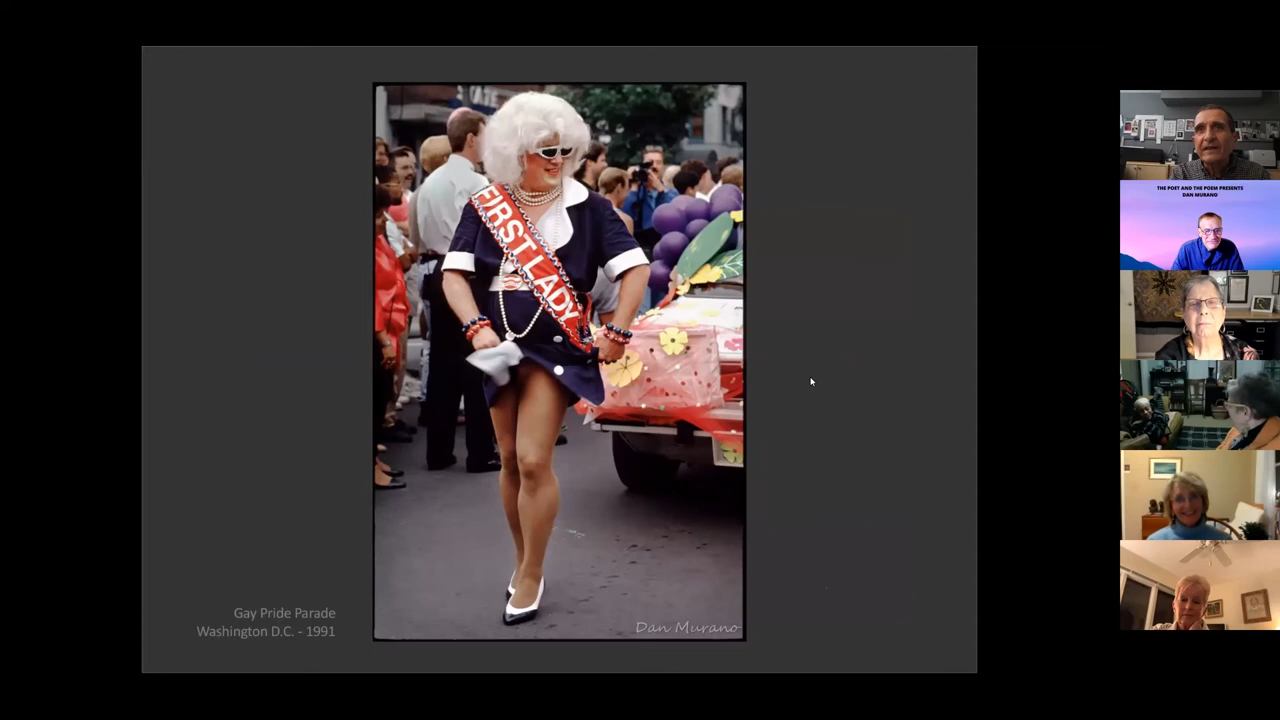 FIRST LADY
Gay Pride Parade
Washington D.C. - 1991
Dan Murano
THE POET AND THE POEM PRESENTS
DAN MURANO